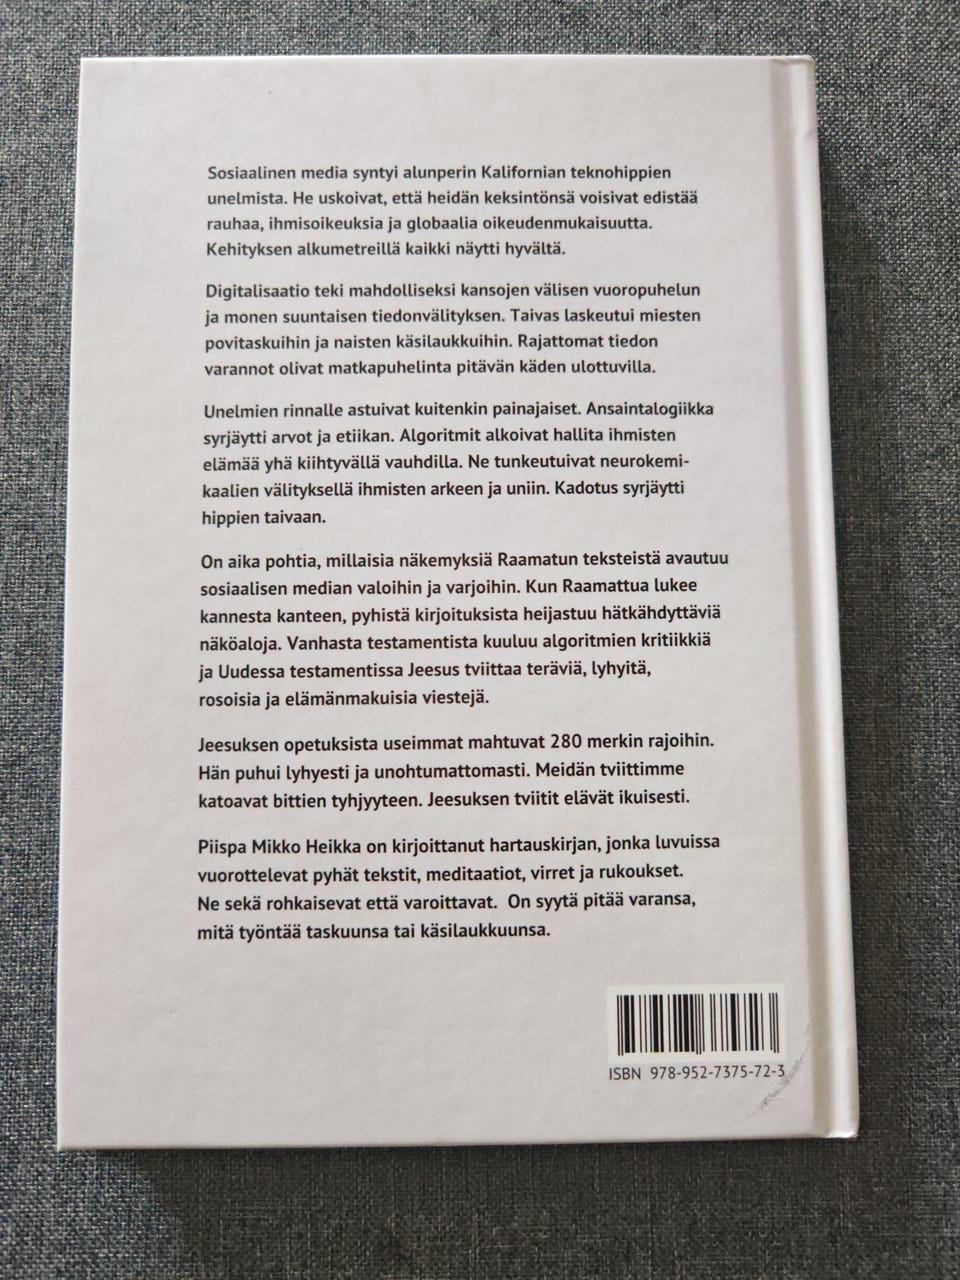 Sosiaalinen media syntyi alunperin Kalifornian teknohippien
unelmista. He uskoivat, että heidän keksintönsä voisivat edistää
rauhaa, ihmisoikeuksia ja globaalia oikeudenmukaisuutta.
Kehityksen alkumetreillä kaikki näytti hyvältä.
Digitalisaatio teki mahdolliseksi kansojen välisen vuoropuhelun
ja monen suuntaisen tiedonvälityksen. Taivas laskeutui miesten
povitaskuihin ja naisten käsilaukkuihin. Rajattomat tiedon
varannot olivat matkapuhelinta pitävän käden ulottuvilla.
Unelmien rinnalle astuivat kuitenkin painajaiset. Ansaintalogiikka
syrjäytti arvot ja etiikan. Algoritmit alkoivat hallita ihmisten
elämää yhä kiihtyvällä vauhdilla. Ne tunkeutuivat neurokemi-
kaalien välityksellä ihmisten arkeen ja uniin. Kadotus syrjäytti
hippien taivaan.
On aika pohtia, millaisia näkemyksiä Raamatun teksteistä avautuu
sosiaalisen median valoihin ja varjoihin. Kun Raamattua lukee
kannesta kanteen, pyhistä kirjoituksista heijastuu hätkähdyttäviä
näköaloja. Vanhasta testamentista kuuluu algoritmien kritiikkiä
ja Uudessa testamentissa Jeesus tviittaa teräviä, lyhyitä,
rosoisia ja elämänmakuisia viestejä.
Jeesuksen opetuksista useimmat mahtuvat 280 merkin rajoihin.
Hän puhui lyhyesti ja unohtumattomasti. Meidän tviittimme
katoavat bittien tyhjyyteen. Jeesuksen tviitit elävät ikuisesti.
Piispa Mikko Heikka on kirjoittanut hartauskirjan, jonka luvuissa
vuorottelevat pyhät tekstit, meditaatiot, virret ja rukoukset.
Ne sekä rohkaisevat että varoittavat. On syytä pitää varansa,
mitä työntää taskuunsa tai käsilaukkuunsa.
ISBN 978-952-7375-72-3